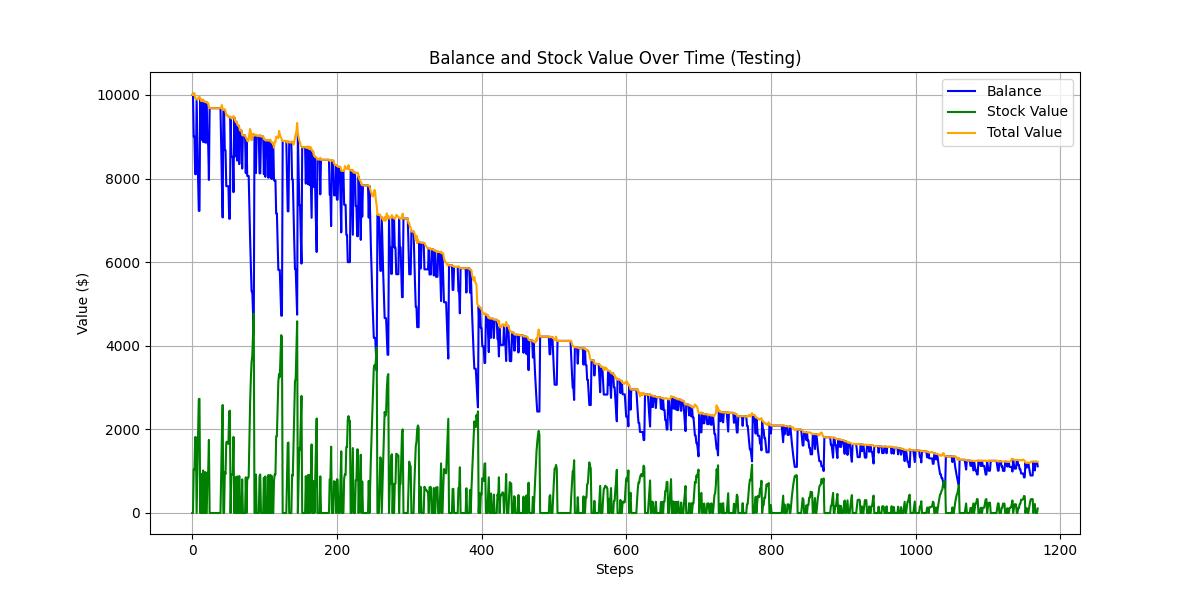 Balance and Stock Value Over Time (Testing)
Balance
Stock Value
Total Value
Value ($)
10000
8000
6000
4000
2000
0
0 200 400 600 800 1000 1200
Steps